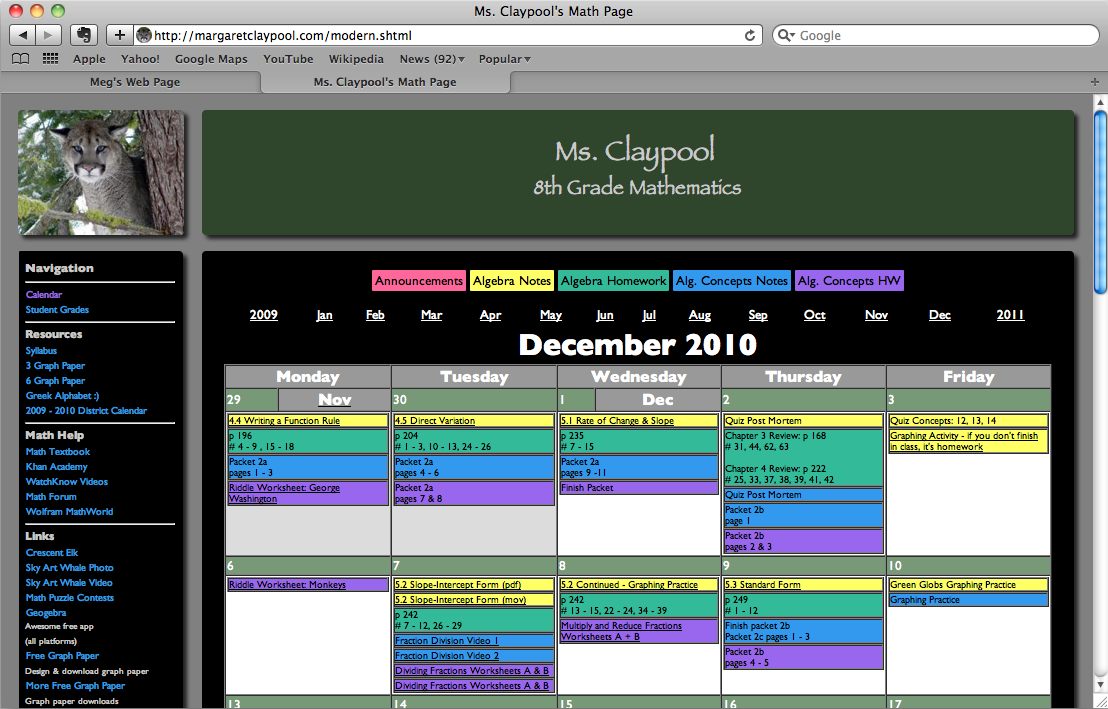 Ms. Claypool's Math Page
http://margaretclaypool.com/modern.shtml
Google
Apple Yahoo! Google Maps YouTube Wikipedia News (92) Popular
Meg's Web Page Ms. Claypool's Math Page
Ms. Claypool
8th Grade Mathematics
Navigation
Calendar
Student Grades
Resources
Syllabus
3 Graph Paper
6 Graph Paper
Greek Alphabet :)
2009 - 2010 District Calendar
Math Help
Math Textbook
Khan Academy
WatchKnow Videos
Math Forum
Wolfram MathWorld
Links
Crescent Elk
Sky Art Whale Photo
Sky Art Whale Video
Math Puzzle Contests
Geogebra
Awesome free app
(all platforms)
Free Graph Paper
Design & download graph paper
More Free Graph Paper
Graph paper downloads
Announcements Algebra Notes Algebra Homework Alg. Concepts Notes Alg. Concepts HW
2009 Jan Feb Mar Apr May Jun Jul Aug Sep Oct Nov Dec 2011
December 2010
Monday Tuesday Wednesday Thursday Friday
29 Nov 30 1 Dec 2 3
4.4 Writing a Function Rule
p 196
# 4 - 9 , 15 - 18
Packet 2a
pages 1 - 3
Riddle Worksheet: George
Washington
4.5 Direct Variation
p 204
# 1 - 3, 10 - 13, 24 - 26
Packet 2a
pages 4 - 6
Packet 2a
pages 7 & 8
5.1 Rate of Change & Slope
p 235
# 7 - 15
Packet 2a
pages 9 -11
Finish Packet
Quiz Post Mortem
Chapter 3 Review: p 168
# 31, 44, 62, 63
Chapter 4 Review: p 222
# 25, 33, 37, 38, 39, 41, 42
Quiz Post Mortem
Packet 2b
page 1
Packet 2b
pages 2 & 3
Quiz Concepts: 12, 13, 14
Graphing Activity - if you don't finish
in class, it's homework
6 7 8 9 10
Riddle Worksheet: Monkeys
5.2 Slope-Intercept Form (pdf)
5.2 Slope-Intercept Form (mov)
p 242
# 7 - 12, 26 - 29
Fraction Division Video 1
Fraction Division Video 2
Dividing Fractions Worksheets A & B
Dividing Fractions Worksheets A & B
5.2 Continued - Graphing Practice
p 242
# 13 - 15, 22 - 24, 34 - 39
Multiply and Reduce Fractions
Worksheets A + B
5.3 Standard Form
p 249
# 1 - 12
Finish packet 2b
Packet 2c pages 1 - 3
Packet 2b
pages 4 - 5
Green Globs Graphing Practice
Graphing Practice
13 14 15 16 17